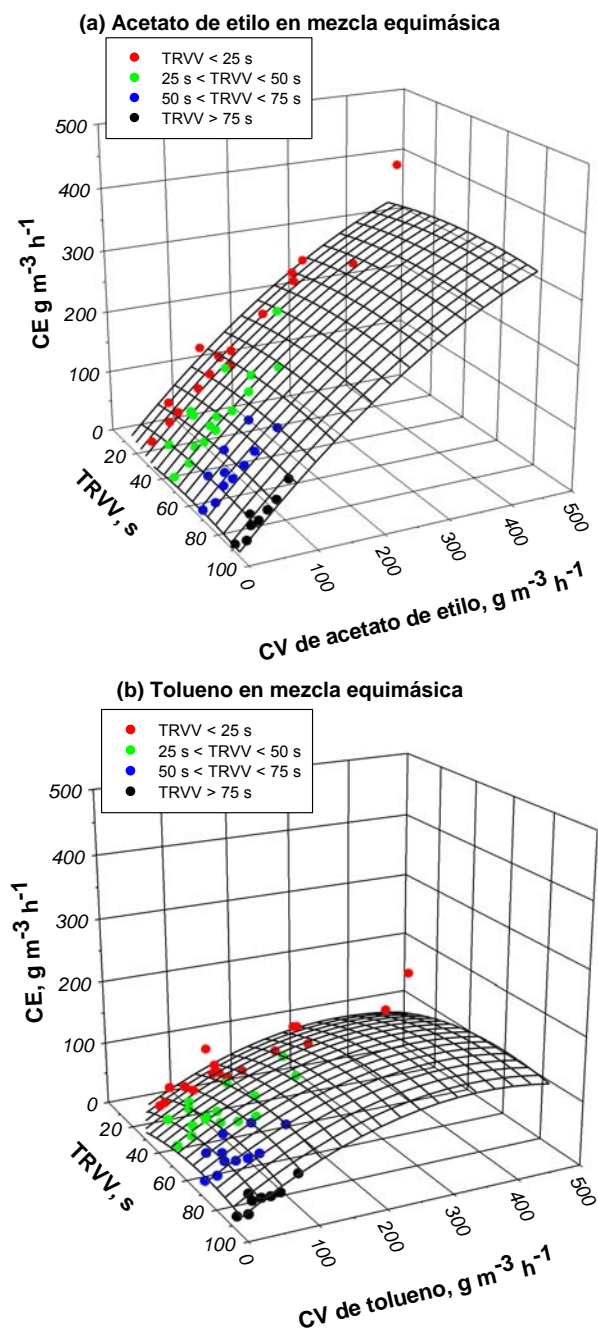 (a) Acetato de etilo en mezcla equimásica
TRVV < 25 s
25 s < TRVV < 50 s
50 s < TRVV < 75 s
TRVV > 75 s
500
400
300
200
100
0
CE g m-3 h-1
20
40
60
80
100
TRVV, s
0
100
200
300
400
500
CV de acetato de etilo, g m-3 h-1
(b) Tolueno en mezcla equimásica
TRVV < 25 s
25 s < TRVV < 50 s
50 s < TRVV < 75 s
TRVV > 75 s
500
400
300
200
100
0
CE, g m-3 h-1
20
40
60
80
100
TRVV, s
0
100
200
300
400
500
CV de tolueno, g m-3 h-1